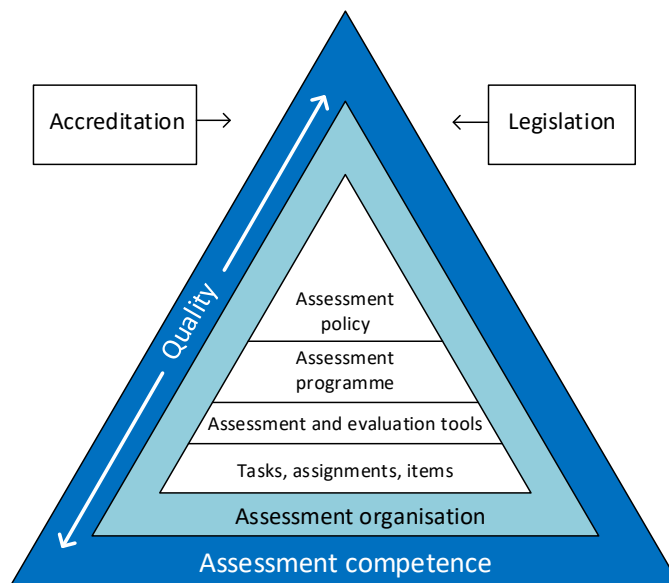 Accreditation
Legislation
Quality
Assessment
policy
Assessment
programme
Assessment and evaluation tools
Tasks, assignments, items
Assessment organisation
Assessment competence